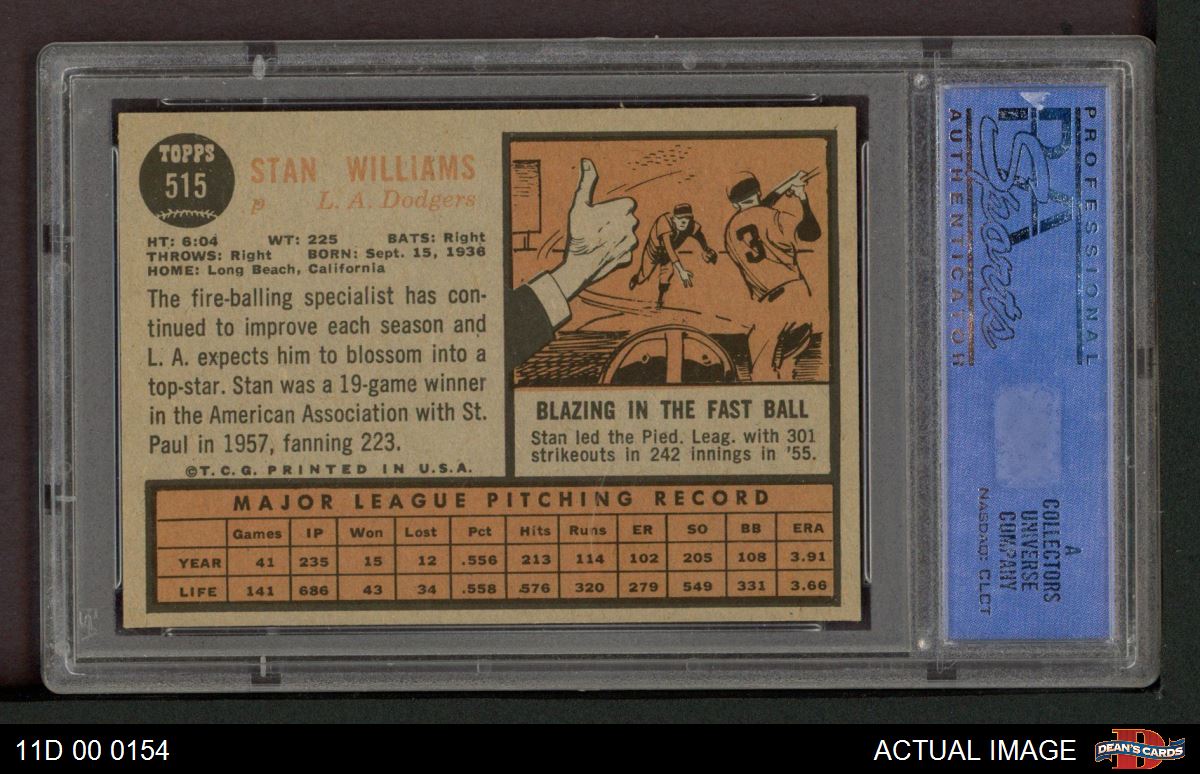 TOPPS
515
STAN WILLIAMS
p L. A. Dodgers
HT: 6:04 WT: 225 BATS: Right
THROWS: Right BORN: Sept. 15, 1936
HOME: Long Beach, California
The fire-balling specialist has con-
tinued to improve each season and
L. A. expects him to blossom into a
top-star. Stan was a 19-game winner
in the American Association with St.
Paul in 1957, fanning 223.
©T. C. G. PRINTED IN U.S.A.
3
BLAZING IN THE FAST BALL
Stan led the Pied. Leag. with 301
strikeouts in 242 innings in '55.
MAJOR LEAGUE PITCHING RECORD
Games IP Won Lost Pct Hits Runs ER SO BB ERA
YEAR 41 235 15 12 .556 213 114 102 205 108 3.91
LIFE 141 686 43 34 .558 576 320 279 549 331 3.66
PROFESSIONAL
PSA
Sports
AUTHENTICATOR
A
COLLECTORS
UNIVERSE
COMPANY
NASDAQ: CLCT
11D 00 0154
ACTUAL IMAGE
DEAN'S CARDS